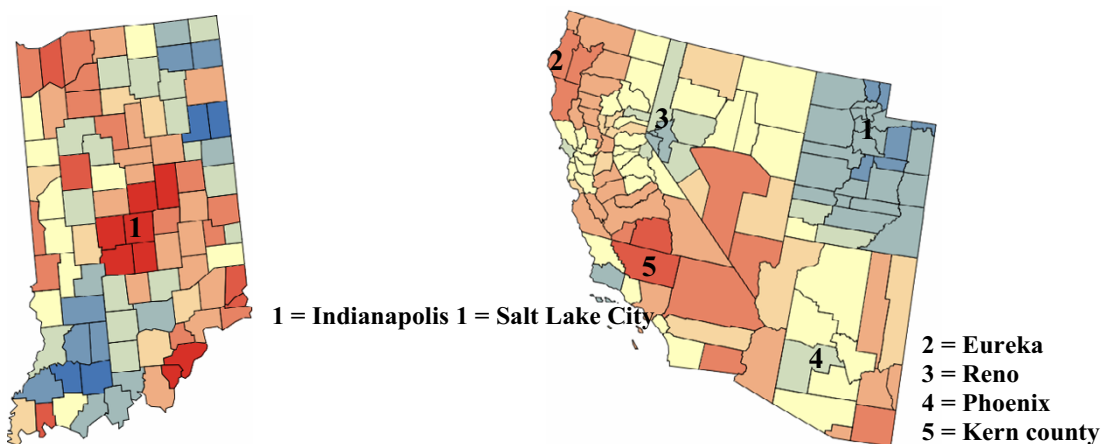 2
3
1
1
5
1 = Indianapolis 1 = Salt Lake City
4
2 = Eureka
3 = Reno
4 = Phoenix
5 = Kern county